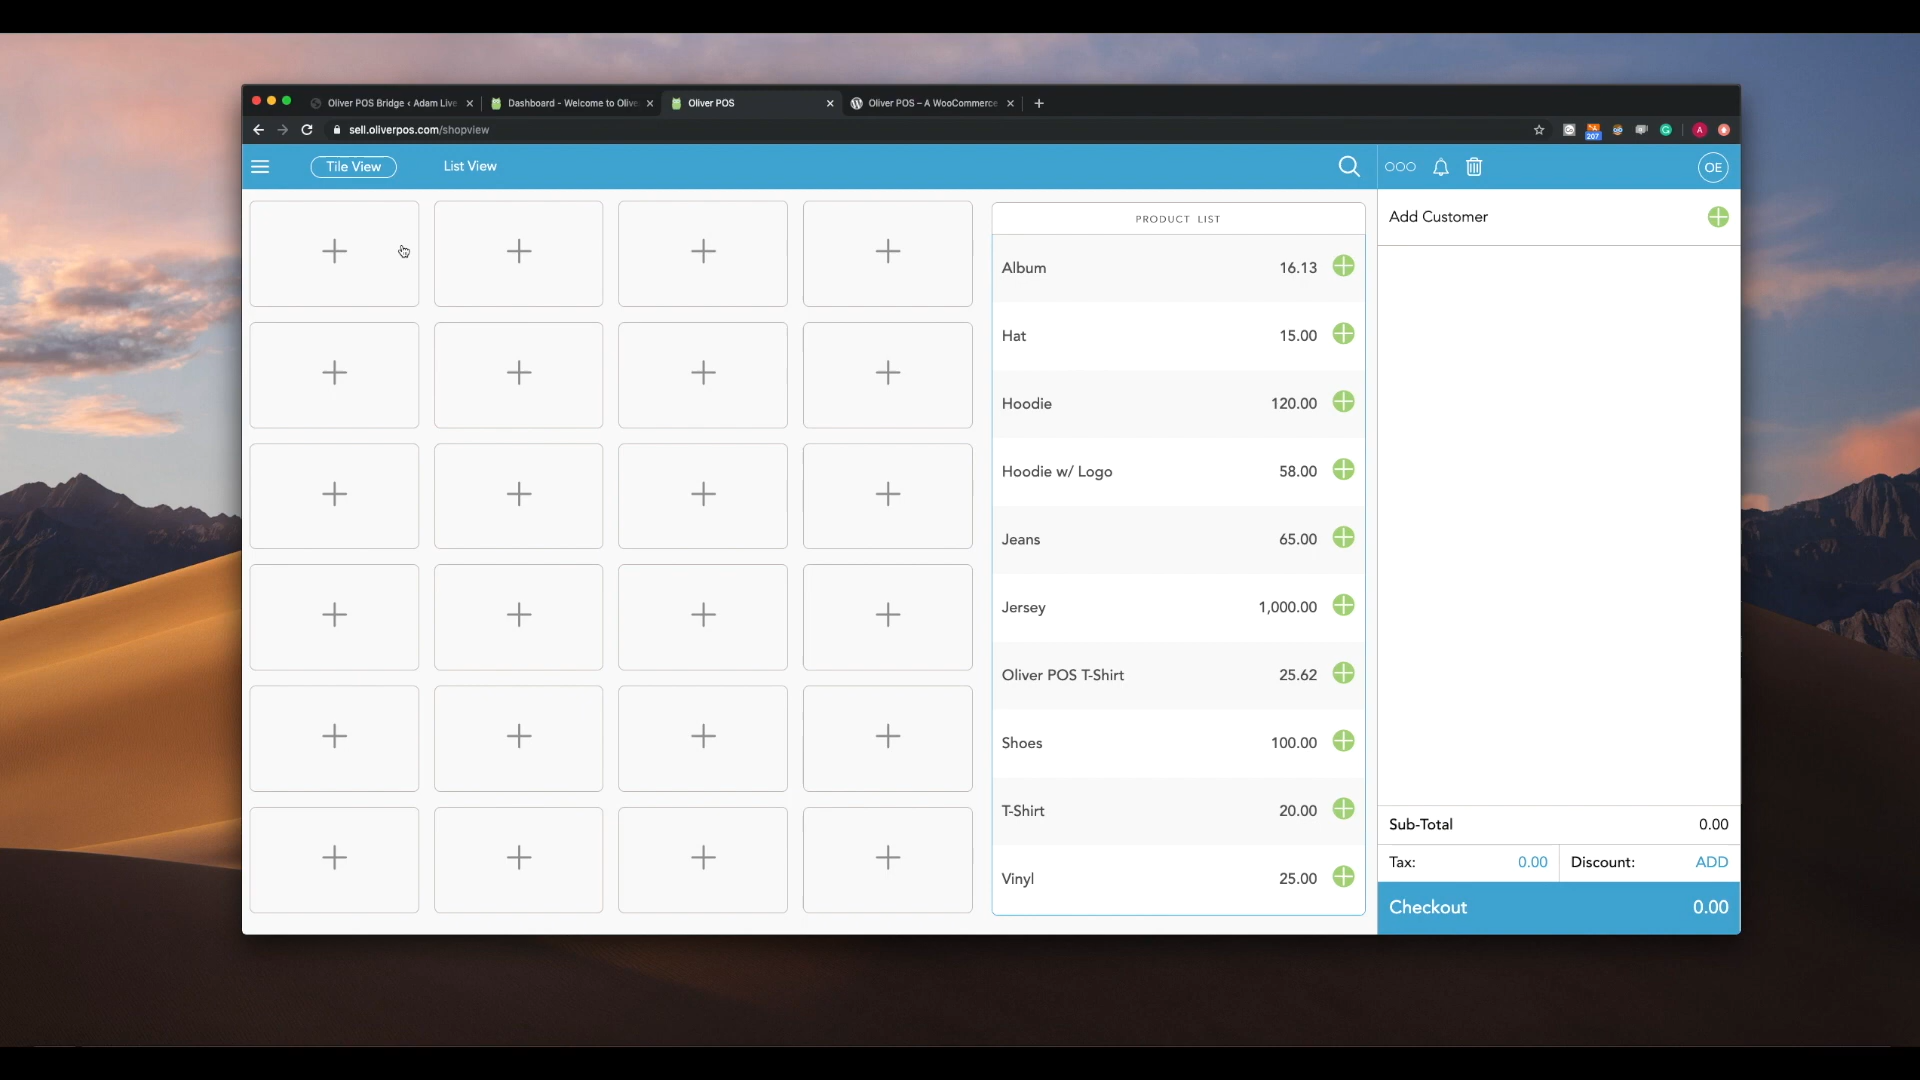 Oliver POS Bridge ‹ Adam Live
Dashboard - Welcome to Olive
Oliver POS
Oliver POS – A WooCommerce
sell.oliverpos.com/shopview
207
A
Tile View
List View
OE
PRODUCT LIST
Add Customer
Album 16.13
Hat 15.00
Hoodie 120.00
Hoodie w/ Logo 58.00
Jeans 65.00
Jersey 1,000.00
Oliver POS T-Shirt 25.62
Shoes 100.00
T-Shirt 20.00
Vinyl 25.00
Sub-Total 0.00
Tax: 0.00 Discount: ADD
Checkout 0.00